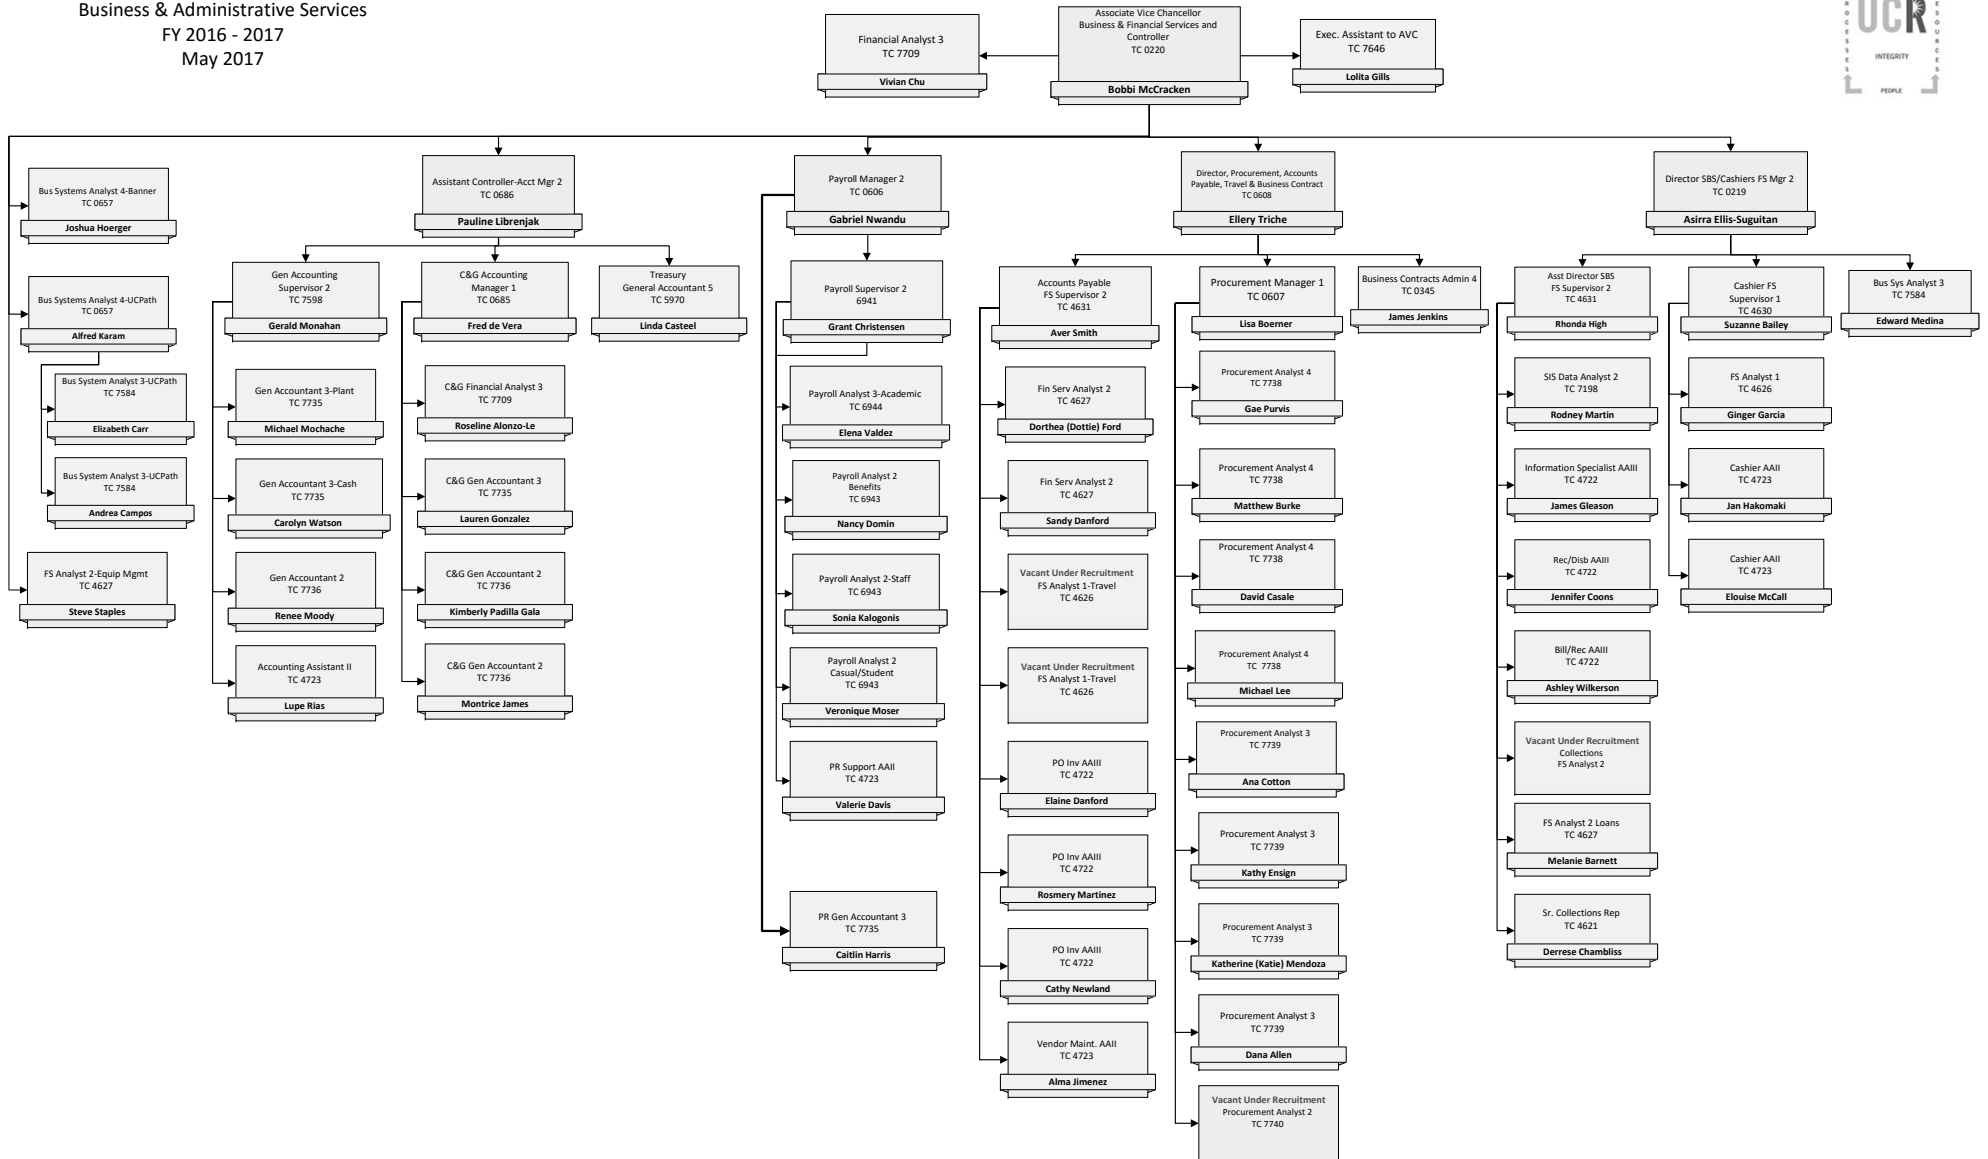 Business & Administrative Services
FY 2016 - 2017
May 2017
Financial Analyst 3
TC 7709
Vivian Chu
Associate Vice Chancellor
Business & Financial Services and
Controller
TC 0220
Bobbi McCracken
Exec. Assistant to AVC
TC 7646
Lolita Gills
UCR
INTEGRITY
PEOPLE
Bus Systems Analyst 4-Banner
TC 0657
Joshua Hoerger
Bus Systems Analyst 4-UCPath
TC 0657
Alfred Karam
Bus System Analyst 3-UCPath
TC 7584
Elizabeth Carr
Bus System Analyst 3-UCPath
TC 7584
Andrea Campos
FS Analyst 2-Equip Mgmt
TC 4627
Steve Staples
Assistant Controller-Acct Mgr 2
TC 0686
Pauline Librenjak
Gen Accounting
Supervisor 2
TC 7598
Gerald Monahan
Gen Accountant 3-Plant
TC 7735
Michael Mochache
Gen Accountant 3-Cash
TC 7735
Carolyn Watson
Gen Accountant 2
TC 7736
Renee Moody
Accounting Assistant II
TC 4723
Lupe Rias
C&G Accounting
Manager 1
TC 0685
Fred de Vera
C&G Financial Analyst 3
TC 7709
Roseline Alonzo-Le
C&G Gen Accountant 3
TC 7735
Lauren Gonzalez
C&G Gen Accountant 2
TC 7736
Kimberly Padilla Gala
C&G Gen Accountant 2
TC 7736
Montrice James
Treasury
General Accountant 5
TC 5970
Linda Casteel
Payroll Manager 2
TC 0606
Gabriel Nwandu
Payroll Supervisor 2
6941
Grant Christensen
Payroll Analyst 3-Academic
TC 6944
Elena Valdez
Payroll Analyst 2
Benefits
TC 6943
Nancy Domin
Payroll Analyst 2-Staff
TC 6943
Sonia Kalogonis
Payroll Analyst 2
Casual/Student
TC 6943
Veronique Moser
PR Support AAII
TC 4723
Valerie Davis
PR Gen Accountant 3
TC 7735
Caitlin Harris
Director, Procurement, Accounts
Payable, Travel & Business Contract
TC 0608
Ellery Triche
Accounts Payable
FS Supervisor 2
TC 4631
Aver Smith
Fin Serv Analyst 2
TC 4627
Dorthea (Dottie) Ford
Fin Serv Analyst 2
TC 4627
Sandy Danford
Vacant Under Recruitment
FS Analyst 1-Travel
TC 4626
Vacant Under Recruitment
FS Analyst 1-Travel
TC 4626
PO Inv AAIII
TC 4722
Elaine Danford
PO Inv AAIII
TC 4722
Rosmery Martinez
PO Inv AAIII
TC 4722
Cathy Newland
Vendor Maint. AAII
TC 4723
Alma Jimenez
Procurement Manager 1
TC 0607
Lisa Boerner
Procurement Analyst 4
TC 7738
Gae Purvis
Procurement Analyst 4
TC 7738
Matthew Burke
Procurement Analyst 4
TC 7738
David Casale
Procurement Analyst 4
TC 7738
Michael Lee
Procurement Analyst 3
TC 7739
Ana Cotton
Procurement Analyst 3
TC 7739
Kathy Ensign
Procurement Analyst 3
TC 7739
Katherine (Katie) Mendoza
Procurement Analyst 3
TC 7739
Dana Allen
Vacant Under Recruitment
Procurement Analyst 2
TC 7740
Business Contracts Admin 4
TC 0345
James Jenkins
Director SBS/Cashiers FS Mgr 2
TC 0219
Asirra Ellis-Suguitan
Asst Director SBS
FS Supervisor 2
TC 4631
Rhonda High
SIS Data Analyst 2
TC 7198
Rodney Martin
Information Specialist AAIII
TC 4722
James Gleason
Rec/Disb AAIII
TC 4722
Jennifer Coons
Bill/Rec AAIII
TC 4722
Ashley Wilkerson
Vacant Under Recruitment
Collections
FS Analyst 2
FS Analyst 2 Loans
TC 4627
Melanie Barnett
Sr. Collections Rep
TC 4621
Derrese Chambliss
Cashier FS
Supervisor 1
TC 4630
Suzanne Bailey
FS Analyst 1
TC 4626
Ginger Garcia
Cashier AAII
TC 4723
Jan Hakomaki
Cashier AAII
TC 4723
Elouise McCall
Bus Sys Analyst 3
TC 7584
Edward Medina